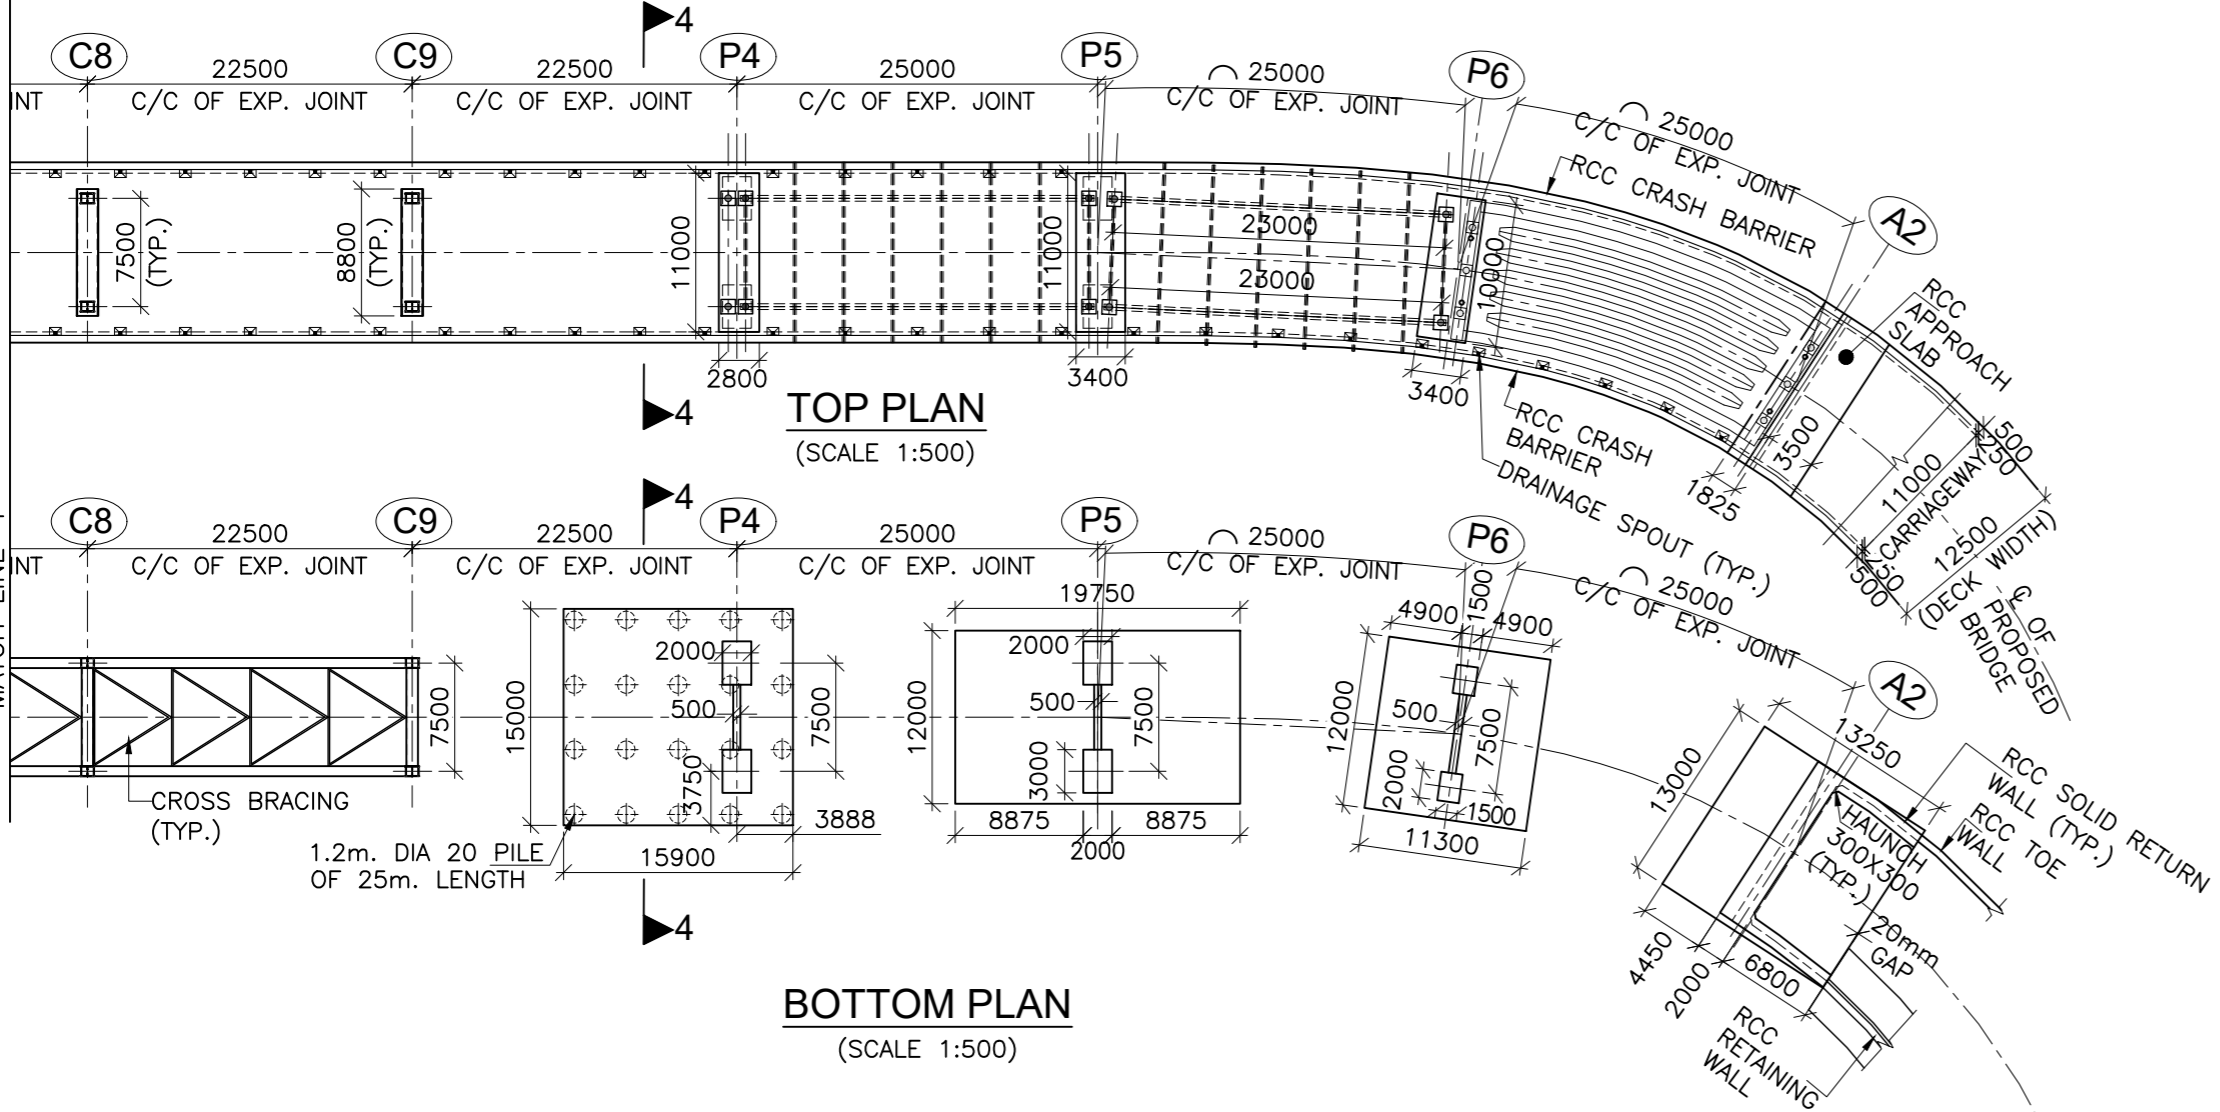 4
C8
C9
P4
P5
P6
A2
22500
22500
25000
25000
25000
INT
C/C OF EXP. JOINT
C/C OF EXP. JOINT
C/C OF EXP. JOINT
C/C OF EXP. JOINT
C/C OF EXP. JOINT
RCC CRASH BARRIER
7500
(TYP.)
8800
(TYP.)
11000
11000
23000
23000
10000
2800
3400
3400
RCC
APPROACH
SLAB
3500
1825
500
250
11000
CARRIAGEWAY
250
500
12500
(DECK WIDTH)
℄ OF
PROPOSED
BRIDGE
RCC CRASH
BARRIER
DRAINAGE SPOUT (TYP.)
4
TOP PLAN
(SCALE 1:500)
4
C8
C9
P4
P5
P6
A2
22500
22500
25000
25000
25000
INT
C/C OF EXP. JOINT
C/C OF EXP. JOINT
C/C OF EXP. JOINT
C/C OF EXP. JOINT
C/C OF EXP. JOINT
7500
CROSS BRACING
(TYP.)
15000
2000
500
7500
3750
3888
15900
1.2m. DIA 20 PILE
OF 25m. LENGTH
19750
12000
2000
500
7500
3000
8875
8875
2000
4900
1500
4900
12000
500
7500
2000
1500
11300
13250
13000
HAUNCH
300X300
(TYP.)
RCC SOLID RETURN
WALL (TYP.)
RCC TOE
WALL
20mm
GAP
4450
2000
6800
RCC
RETAINING
WALL
4
BOTTOM PLAN
(SCALE 1:500)